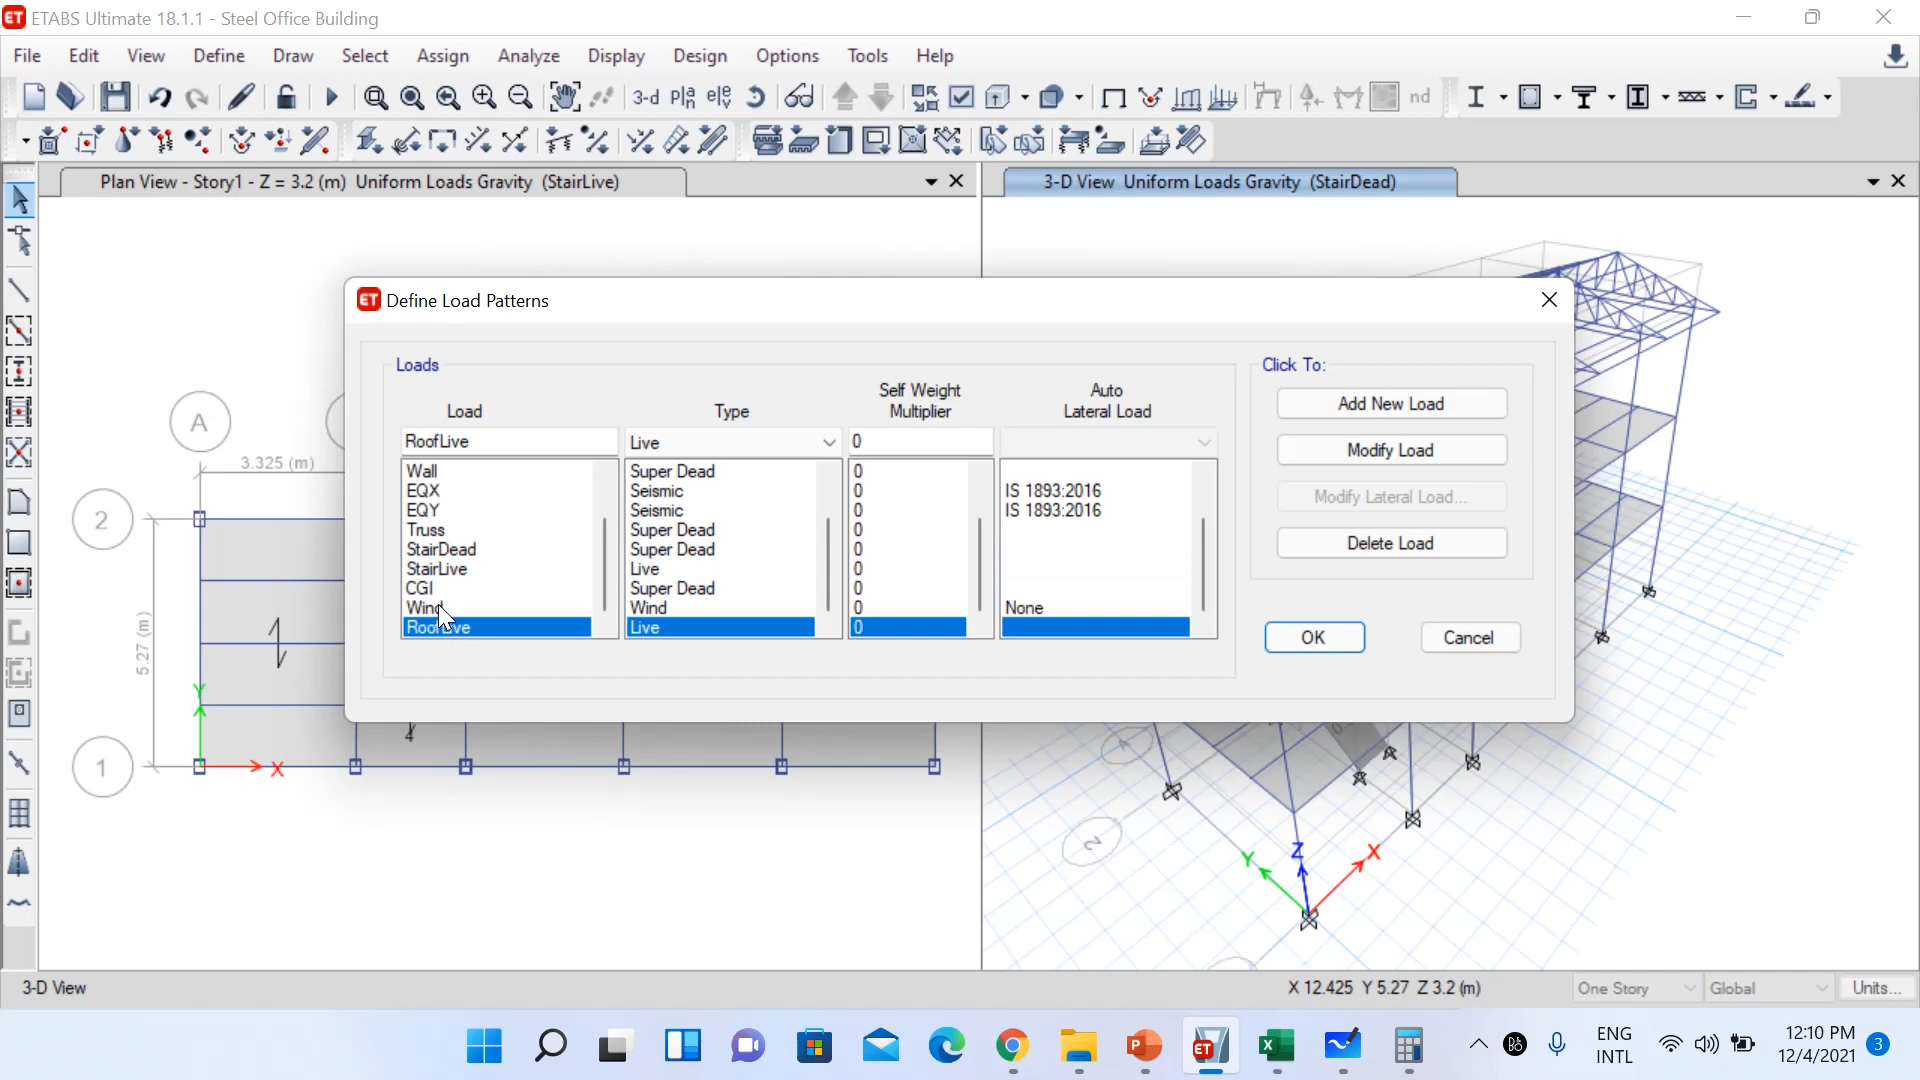 ET ETABS Ultimate 18.1.1 - Steel Office Building
File Edit View Define Draw Select Assign Analyze Display Design Options Tools Help
3-d
nd
Plan View - Story1 - Z = 3.2 (m) Uniform Loads Gravity (StairLive)
3-D View Uniform Loads Gravity (StairDead)
ET Define Load Patterns
Loads
Click To:
Load
Type
Self Weight
Multiplier
Auto
Lateral Load
RoofLive Live 0
Wall Super Dead 0
EQX Seismic 0 IS 1893:2016
EQY Seismic 0 IS 1893:2016
Truss Super Dead 0
StairDead Super Dead 0
StairLive Live 0
CGI Super Dead 0
Wind Wind 0 None
RoofLive Live 0
Add New Load
Modify Load
Modify Lateral Load...
Delete Load
OK Cancel
A
3.325 (m)
2
5.27 (m)
Y
1
X
Y Z X
3-D View
X 12.425 Y 5.27 Z 3.2 (m)
One Story
Global
Units...
ENG
INTL
12:10 PM
12/4/2021
3